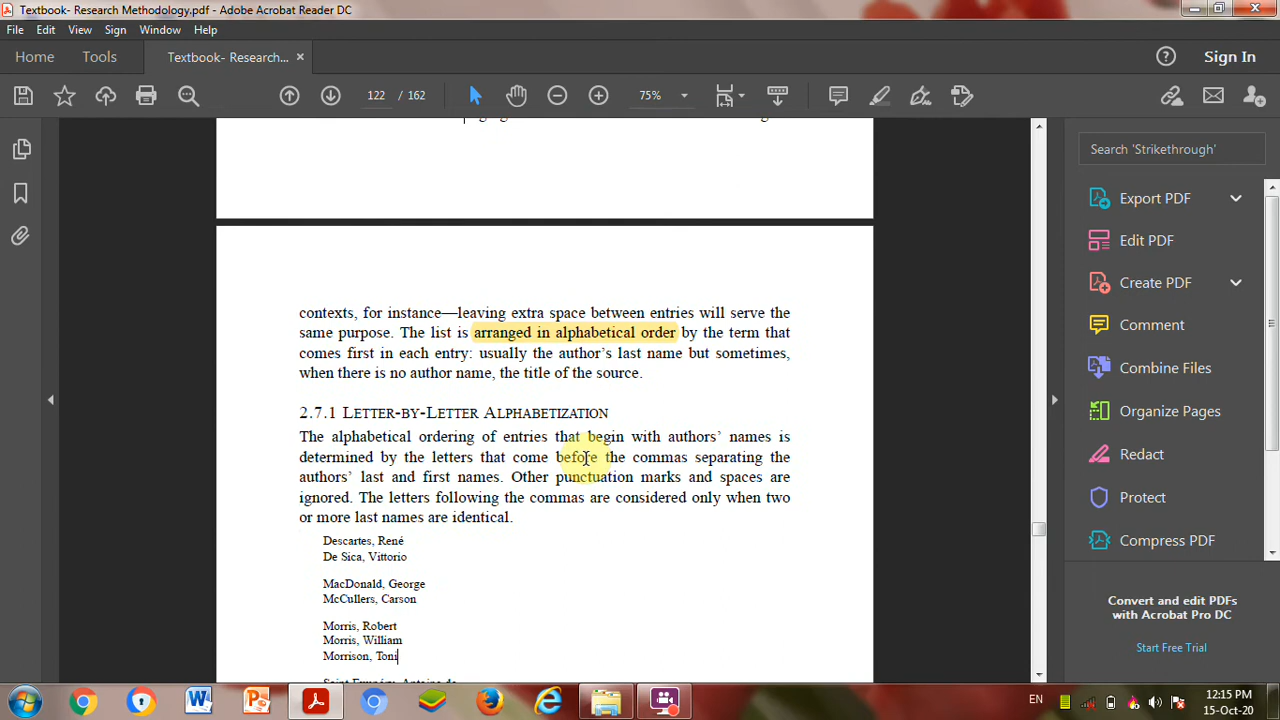 Textbook- Research Methodology.pdf - Adobe Acrobat Reader DC
File Edit View Sign Window Help
Home Tools Textbook- Research... × Sign In
122 / 162 75%
Search 'Strikethrough'
Export PDF
Edit PDF
Create PDF
Comment
Combine Files
Organize Pages
Redact
Protect
Compress PDF
Convert and edit PDFs
with Acrobat Pro DC
Start Free Trial
contexts, for instance—leaving extra space between entries will serve the
same purpose. The list is arranged in alphabetical order by the term that
comes first in each entry: usually the author's last name but sometimes,
when there is no author name, the title of the source.
2.7.1 LETTER-BY-LETTER ALPHABETIZATION
The alphabetical ordering of entries that begin with authors' names is
determined by the letters that come before the commas separating the
authors' last and first names. Other punctuation marks and spaces are
ignored. The letters following the commas are considered only when two
or more last names are identical.
Descartes, René
De Sica, Vittorio
MacDonald, George
McCullers, Carson
Morris, Robert
Morris, William
Morrison, Toni
EN
12:15 PM
15-Oct-20